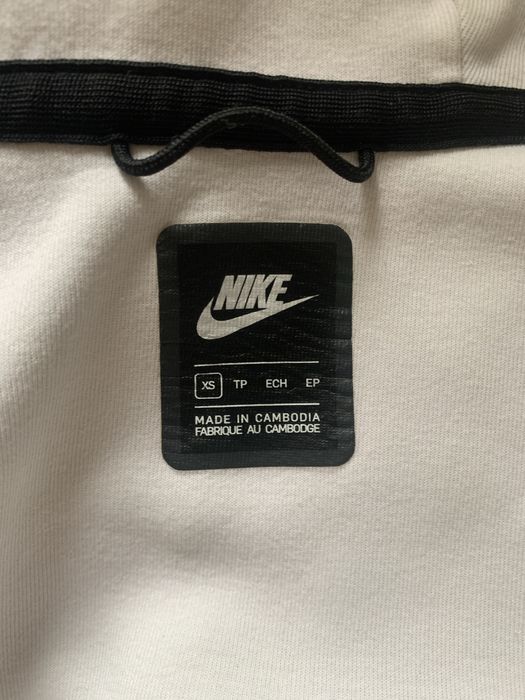 NIKE
XS TP ECH EP
MADE IN CAMBODIA
FABRIQUE AU CAMBODGE